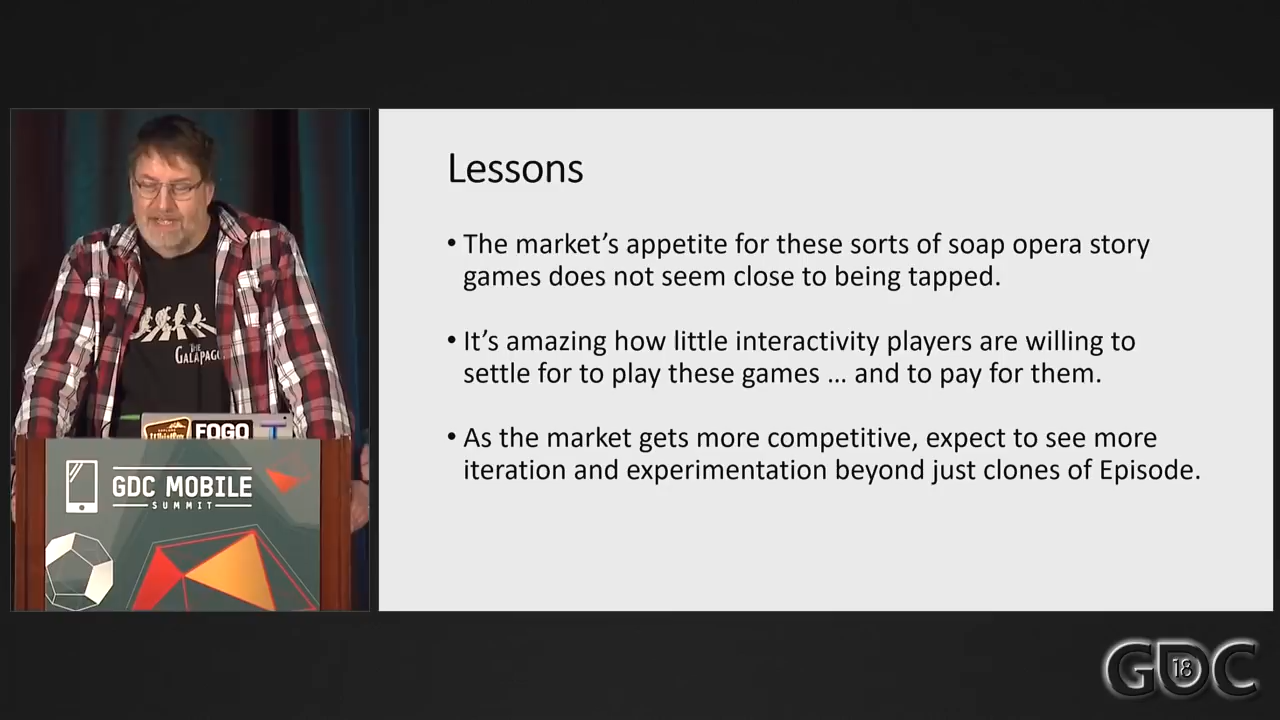 Lessons
• The market’s appetite for these sorts of soap opera story
games does not seem close to being tapped.
• It’s amazing how little interactivity players are willing to
settle for to play these games … and to pay for them.
• As the market gets more competitive, expect to see more
iteration and experimentation beyond just clones of Episode.
THE
GALAPAGO
FOGO
GDC MOBILE
SUMMIT
GDC
18